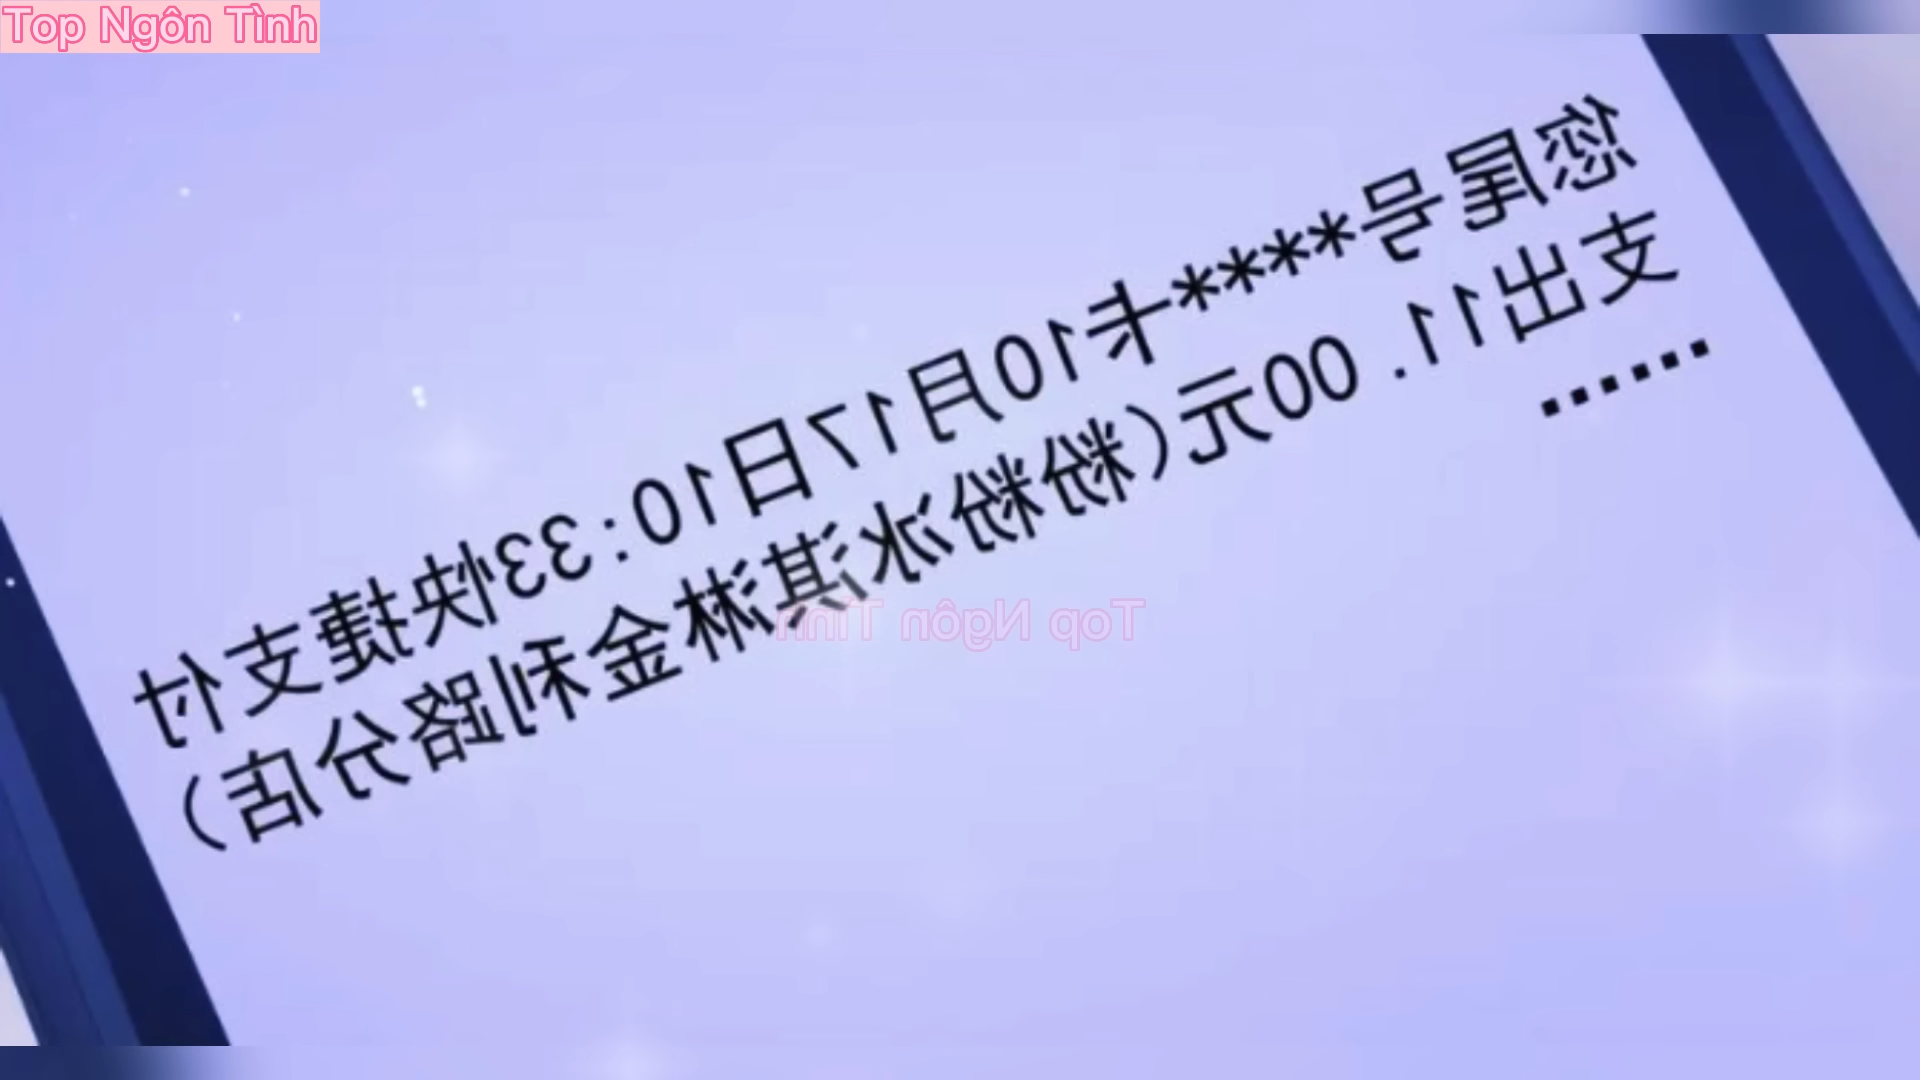 Top Ngôn Tình
您尾号****卡10月17日10:33快捷支付
支出11.00元(粉粉冰淇淋金利路分店)
......
Top Ngôn Tình